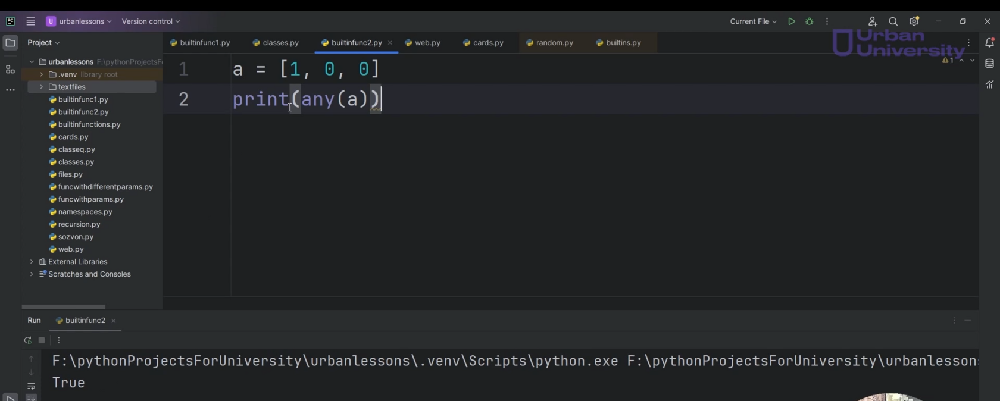 PC
U urbanlessons
Version control
Current File
Urban
University
Project
builtinfunc1.py
classes.py
builtinfunc2.py
web.py
cards.py
random.py
builtins.py
urbanlessons F:\pythonProjectsF
.venv library root
textfiles
builtinfunc1.py
builtinfunc2.py
builtinfunctions.py
cards.py
classeq.py
classes.py
files.py
funcwithdifferentparams.py
funcwithparams.py
namespaces.py
recursion.py
sozvon.py
web.py
External Libraries
Scratches and Consoles
1 a = [1, 0, 0]
2 print(any(a))
1
Run
builtinfunc2
F:\pythonProjectsForUniversity\urbanlessons\.venv\Scripts\python.exe F:\pythonProjectsForUniversity\urbanlesson
True